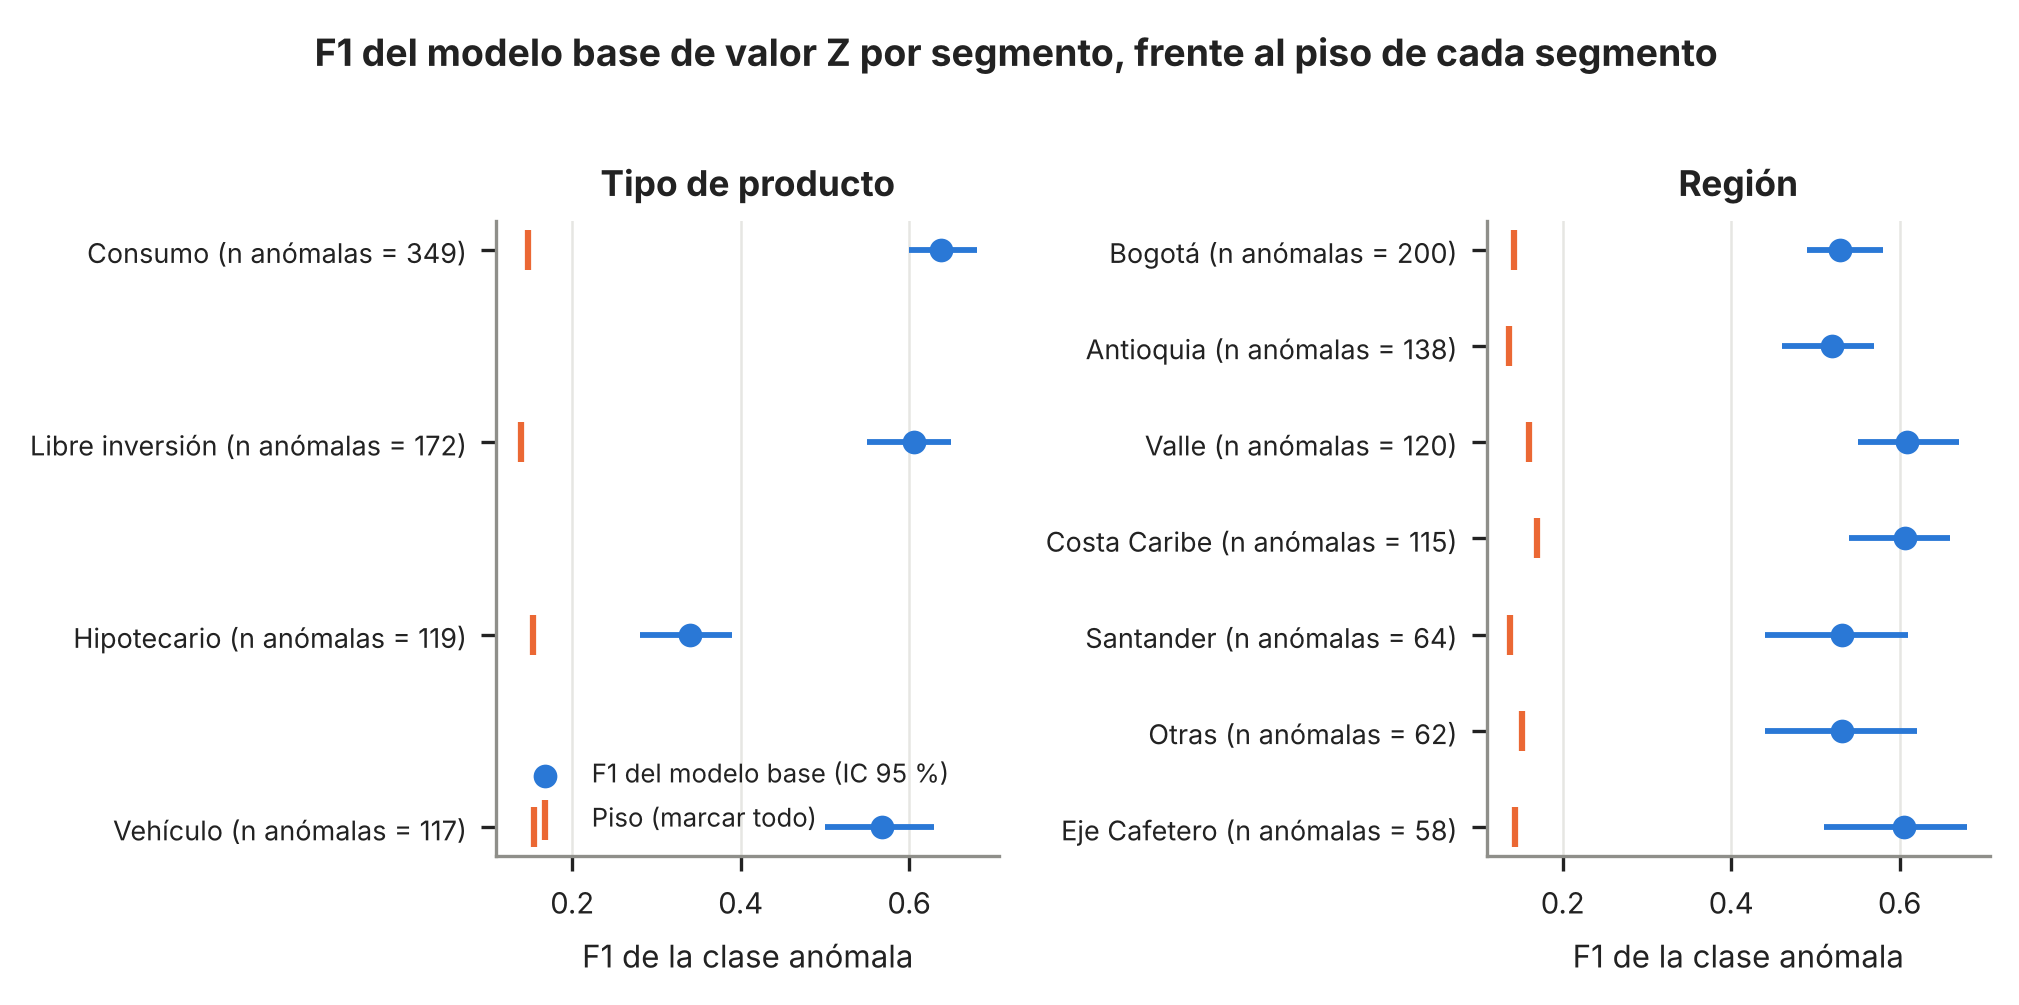 F1 del modelo base de valor Z por segmento, frente al piso de cada segmento
Tipo de producto
Consumo (n anómalas = 349)
Libre inversión (n anómalas = 172)
Hipotecario (n anómalas = 119)
Vehículo (n anómalas = 117)
F1 del modelo base (IC 95 %)
Piso (marcar todo)
0.2
0.4
0.6
F1 de la clase anómala
Región
Bogotá (n anómalas = 200)
Antioquia (n anómalas = 138)
Valle (n anómalas = 120)
Costa Caribe (n anómalas = 115)
Santander (n anómalas = 64)
Otras (n anómalas = 62)
Eje Cafetero (n anómalas = 58)
0.2
0.4
0.6
F1 de la clase anómala